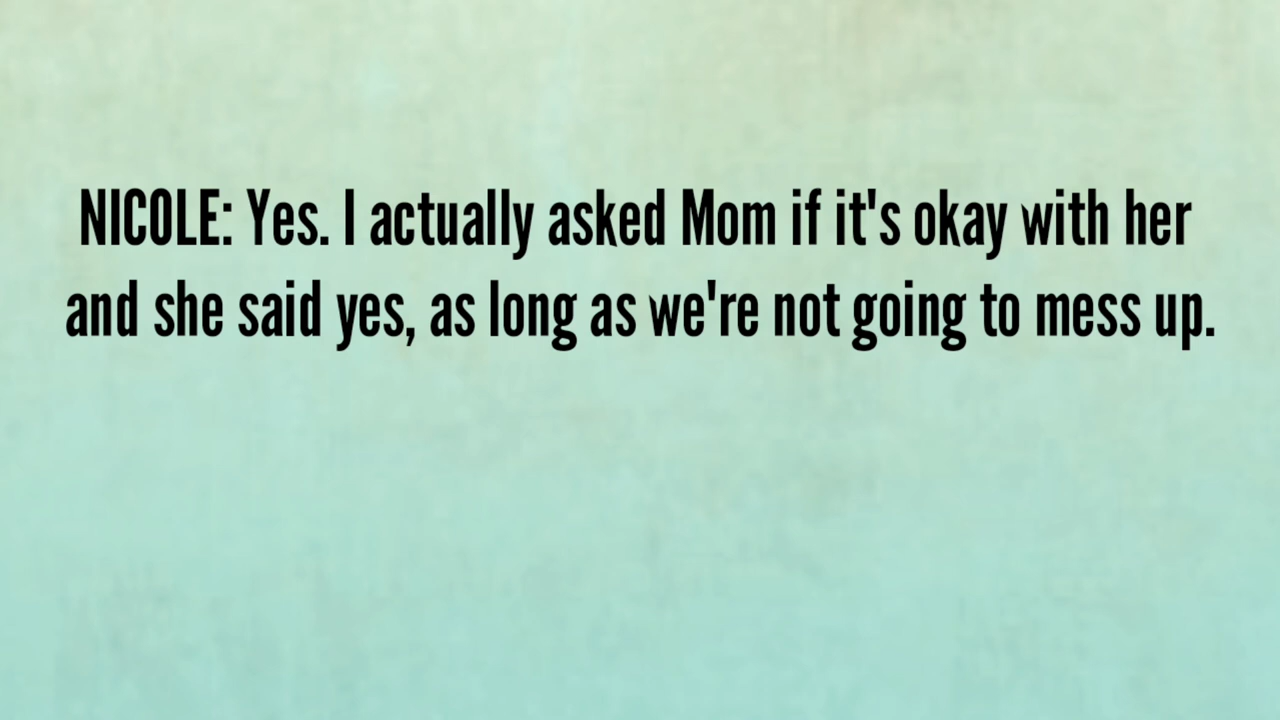 NICOLE: Yes. I actually asked Mom if it's okay with her
and she said yes, as long as we're not going to mess up.